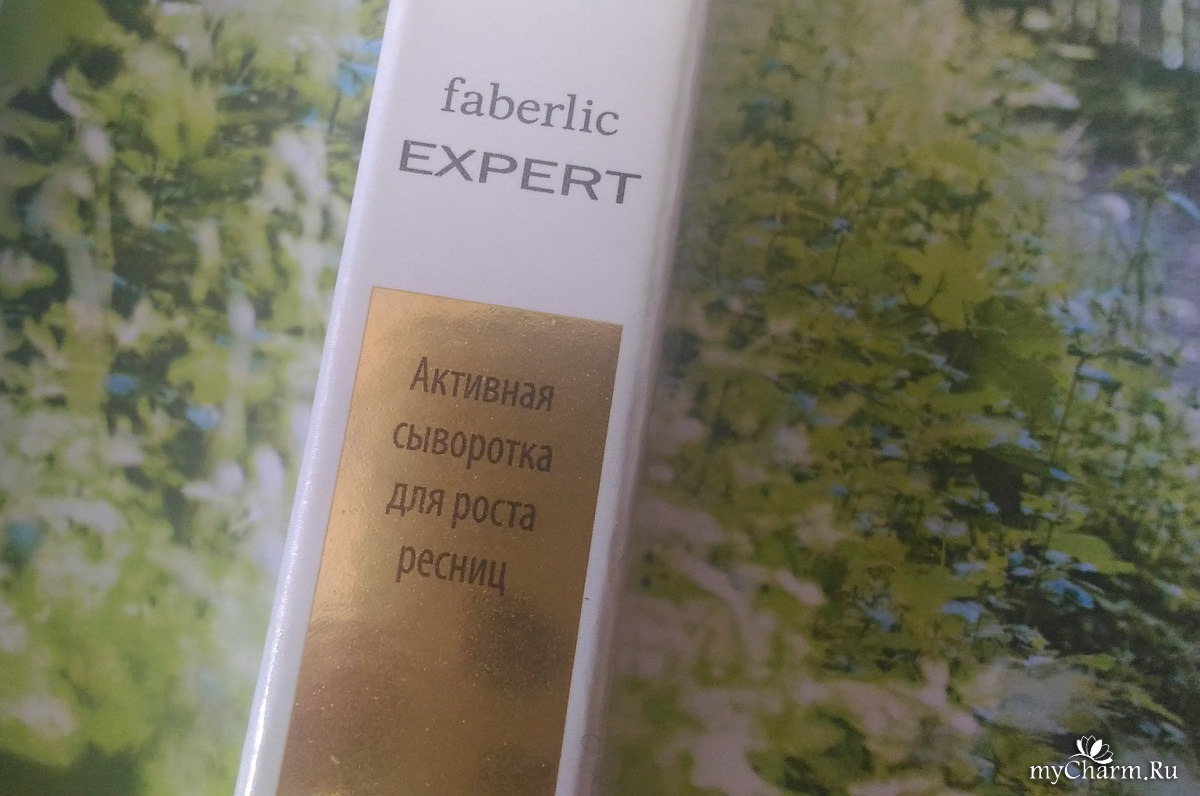 faberlic
EXPERT
Активная
сыворотка
для роста
ресниц
myCharm.Ru